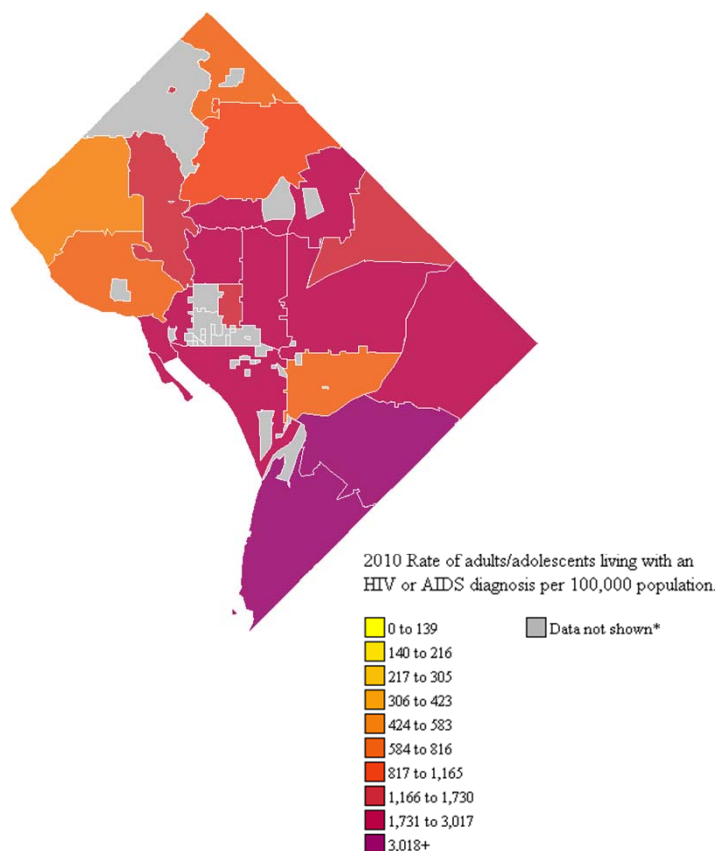 2010 Rate of adults/adolescents living with an
HIV or AIDS diagnosis per 100,000 population.
0 to 139
Data not shown*
140 to 216
217 to 305
306 to 423
424 to 583
584 to 816
817 to 1,165
1,166 to 1,730
1,731 to 3,017
3,018+